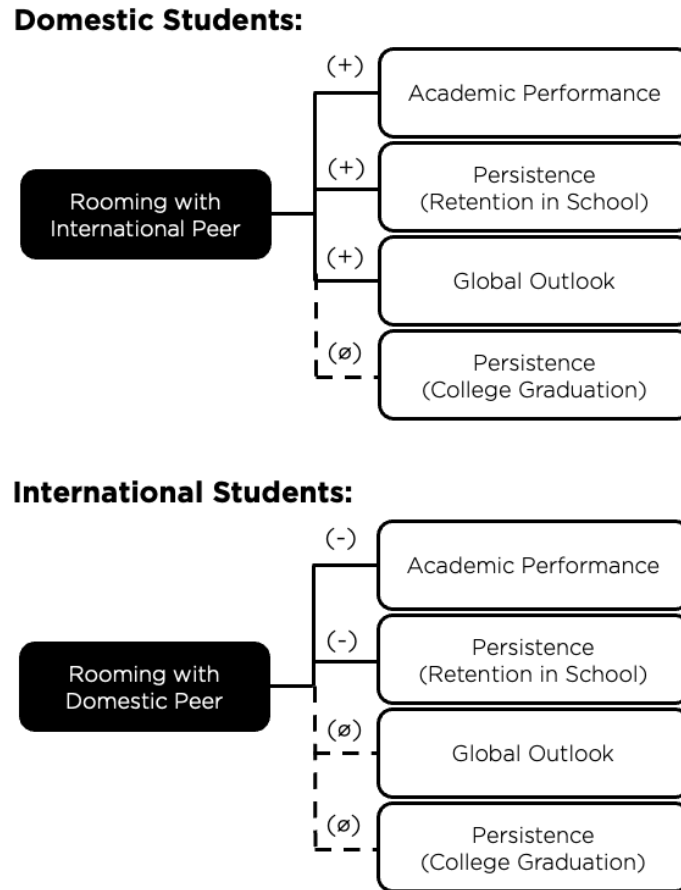 Domestic Students:
(+)
Academic Performance
(+)
Persistence
(Retention in School)
Rooming with
International Peer
(+)
Global Outlook
(ø)
Persistence
(College Graduation)
International Students:
(-)
Academic Performance
(-)
Persistence
(Retention in School)
Rooming with
Domestic Peer
(ø)
Global Outlook
(ø)
Persistence
(College Graduation)